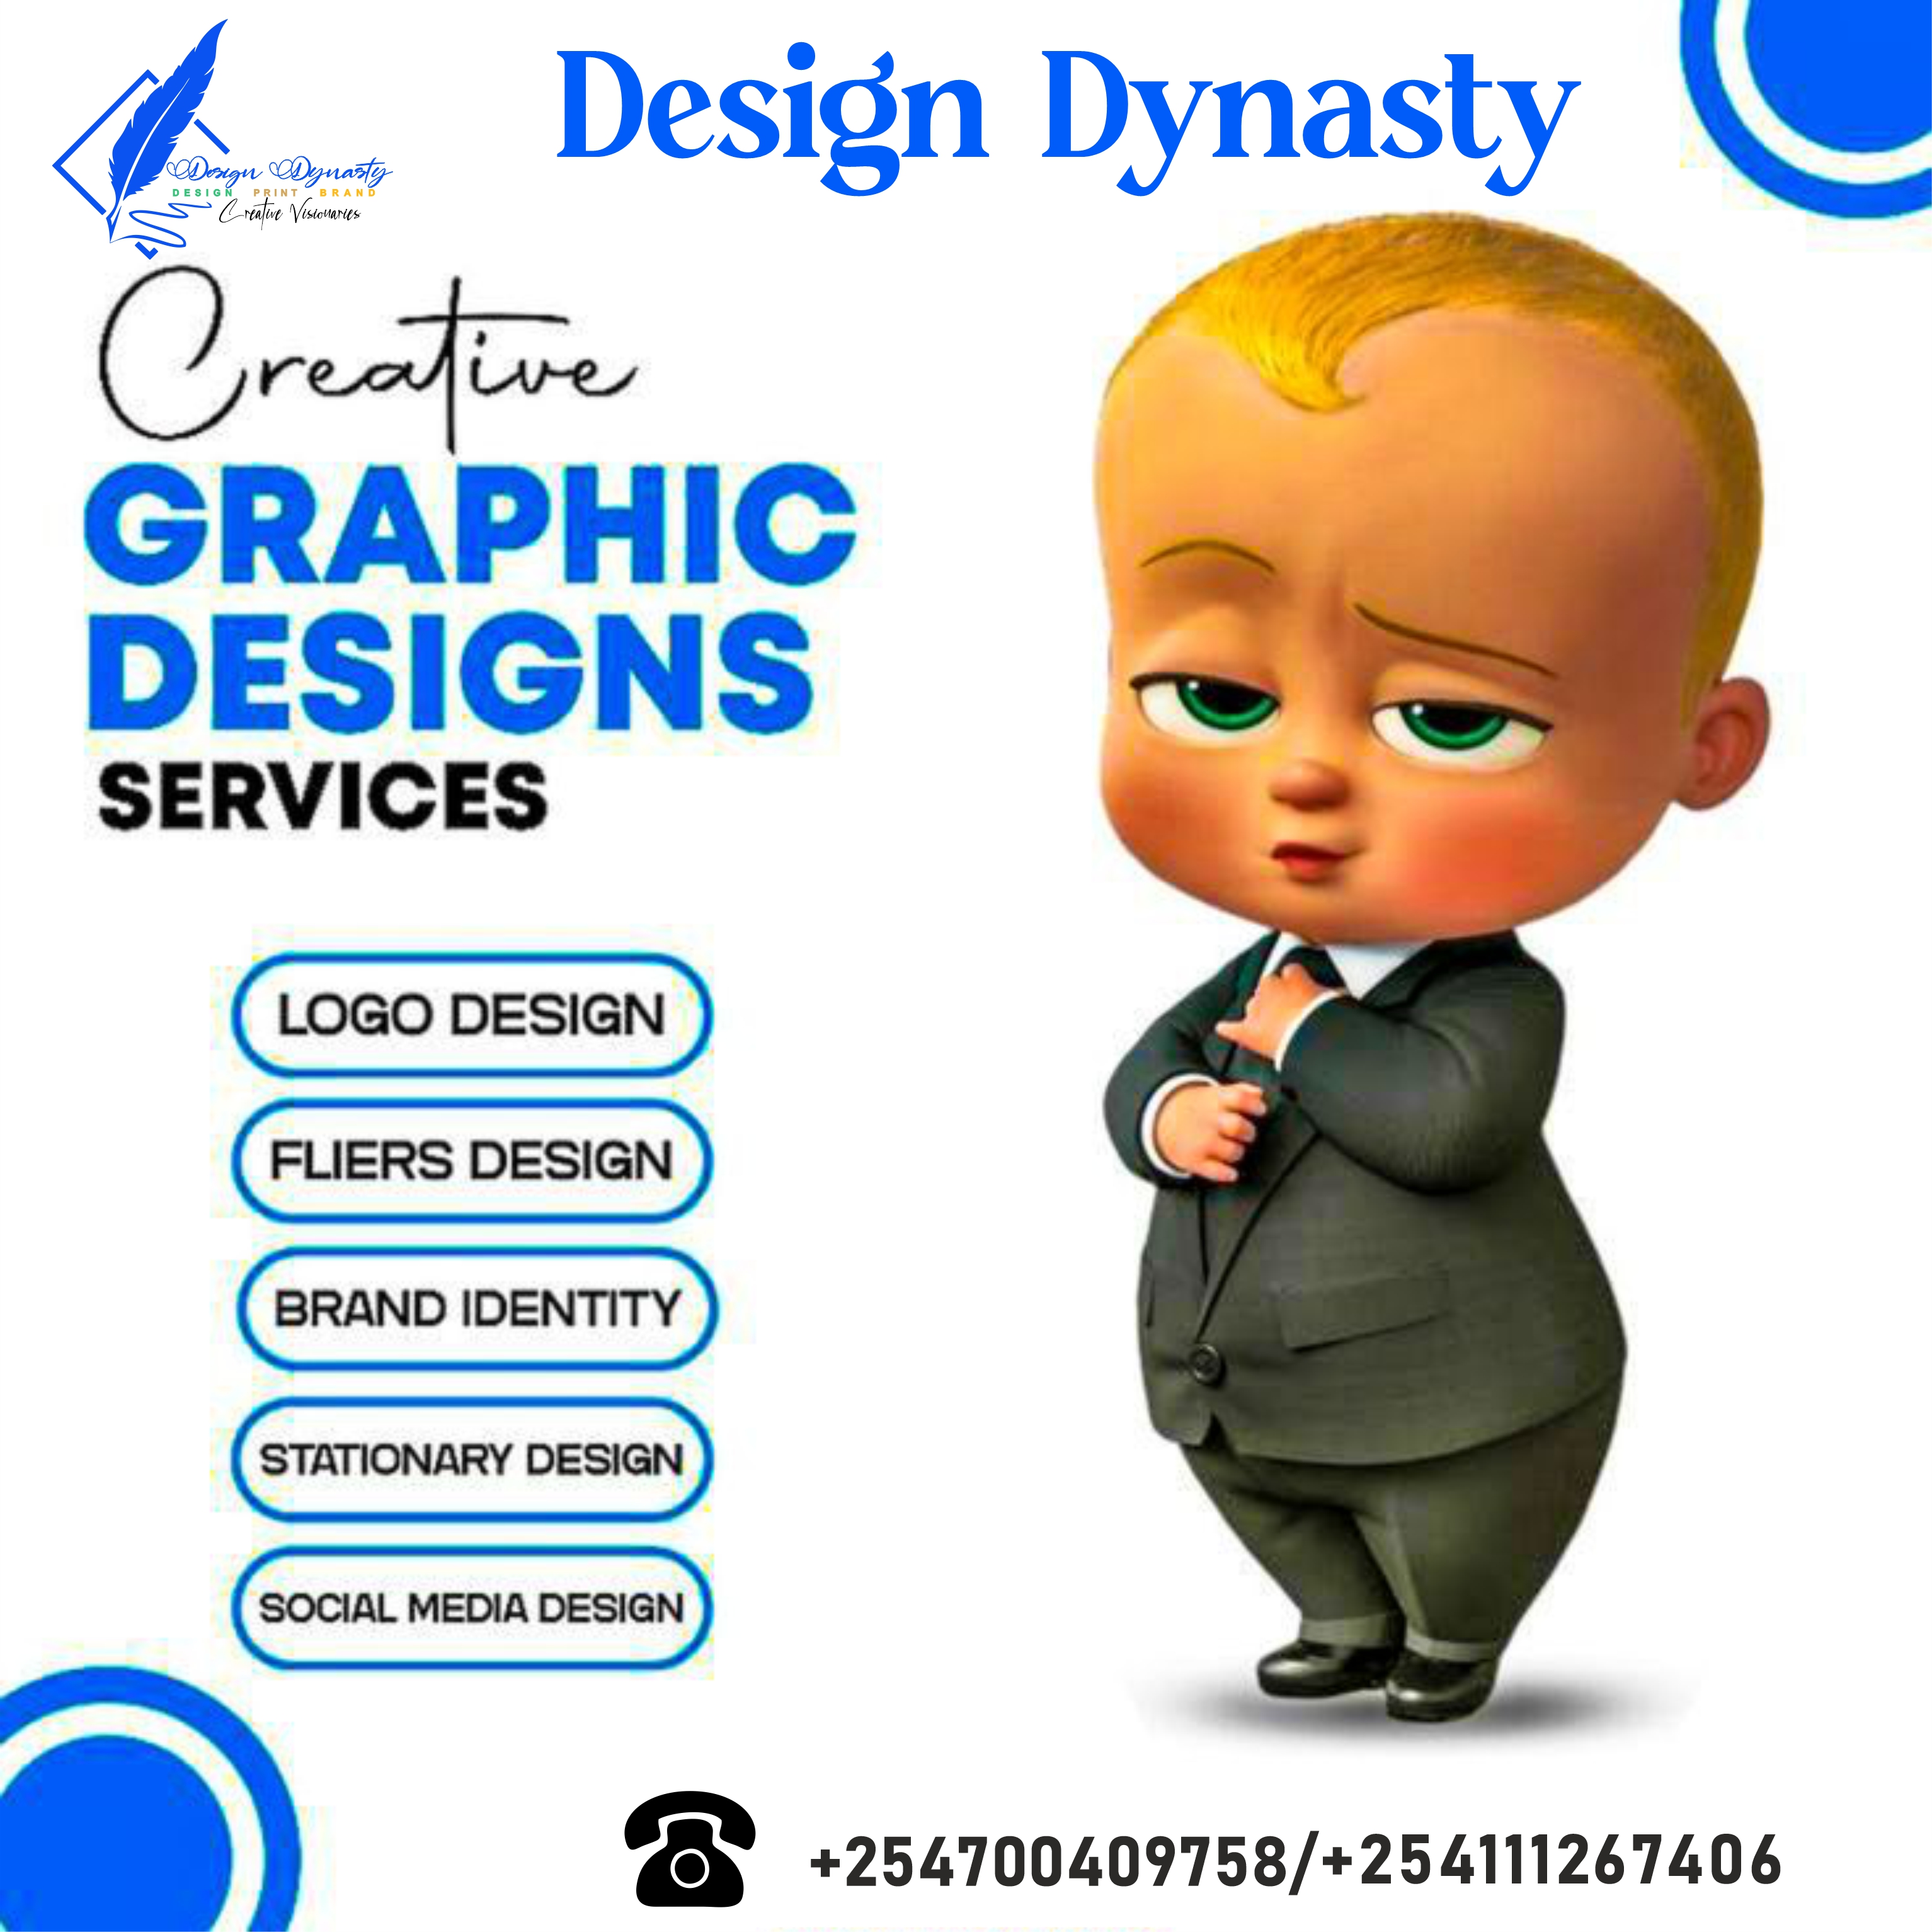 Design Dynasty
Design Dynasty
DESIGN PRINT BRAND
Creative Visionaries
Creative
GRAPHIC
DESIGNS
SERVICES
LOGO DESIGN
FLIERS DESIGN
BRAND IDENTITY
STATIONARY DESIGN
SOCIAL MEDIA DESIGN
+254700409758/+254111267406